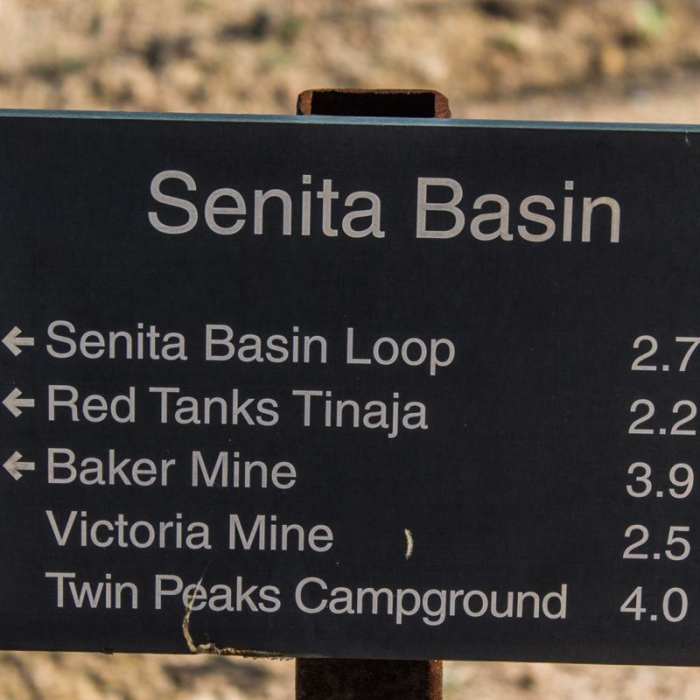 Senita Basin
← Senita Basin Loop 2.7
← Red Tanks Tinaja 2.2
← Baker Mine 3.9
Victoria Mine 2.5
Twin Peaks Campground 4.0